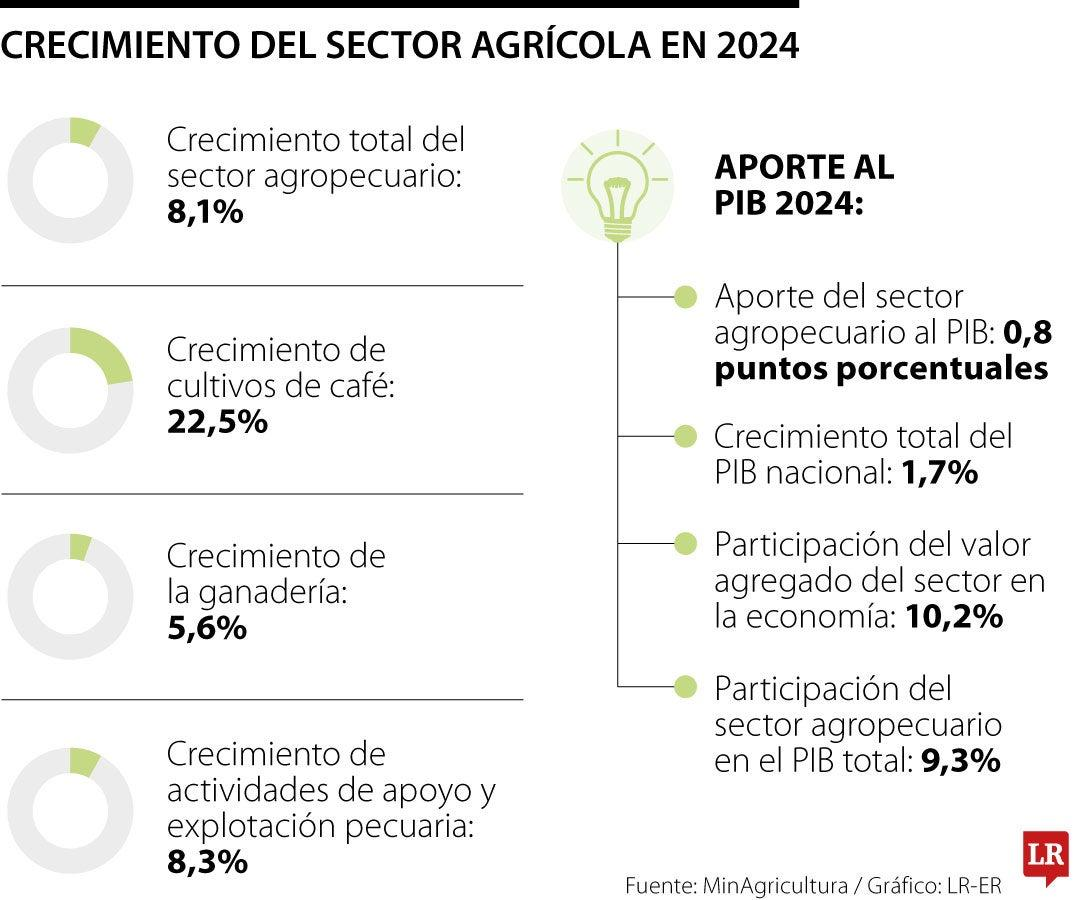 CRECIMIENTO DEL SECTOR AGRÍCOLA EN 2024
Crecimiento total del
sector agropecuario:
8,1%
Crecimiento de
cultivos de café:
22,5%
Crecimiento de
la ganadería:
5,6%
Crecimiento de
actividades de apoyo y
explotación pecuaria:
8,3%
APORTE AL
PIB 2024:
Aporte del sector
agropecuario al PIB: 0,8
puntos porcentuales
Crecimiento total del
PIB nacional: 1,7%
Participación del valor
agregado del sector en
la economía: 10,2%
Participación del
sector agropecuario
en el PIB total: 9,3%
LR
Fuente: MinAgricultura / Gráfico: LR-ER